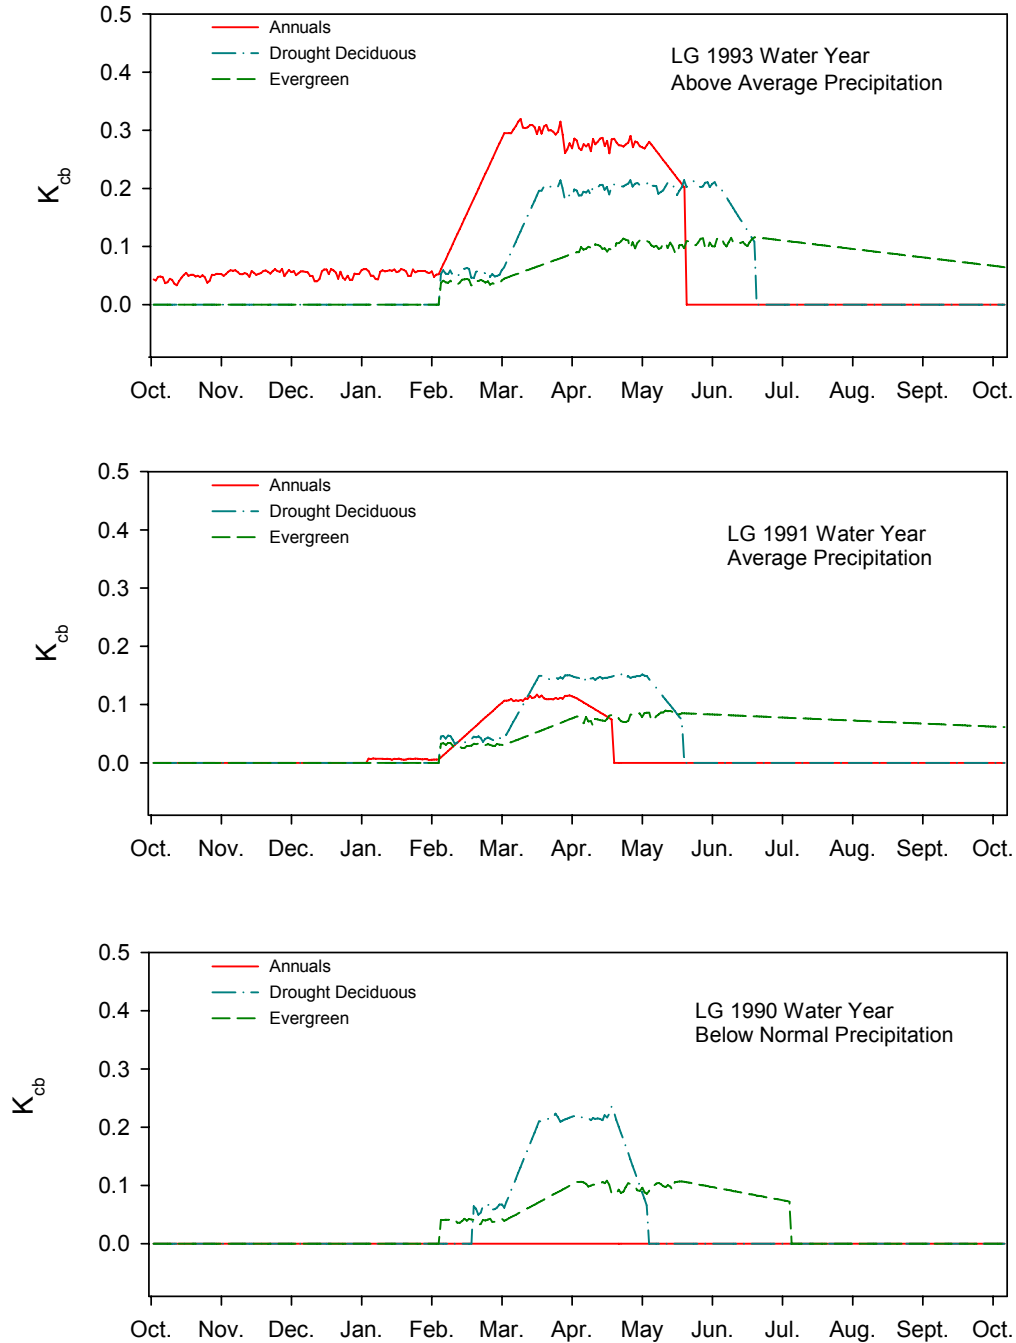 0.5
Annuals
Drought Deciduous
Evergreen
LG 1993 Water Year
Above Average Precipitation
0.4
0.3
0.2
0.1
0.0
Kcb
Oct. Nov. Dec. Jan. Feb. Mar. Apr. May Jun. Jul. Aug. Sept. Oct.
0.5
Annuals
Drought Deciduous
Evergreen
LG 1991 Water Year
Average Precipitation
0.4
0.3
0.2
0.1
0.0
Kcb
Oct. Nov. Dec. Jan. Feb. Mar. Apr. May Jun. Jul. Aug. Sept. Oct.
0.5
Annuals
Drought Deciduous
Evergreen
LG 1990 Water Year
Below Normal Precipitation
0.4
0.3
0.2
0.1
0.0
Kcb
Oct. Nov. Dec. Jan. Feb. Mar. Apr. May Jun. Jul. Aug. Sept. Oct.